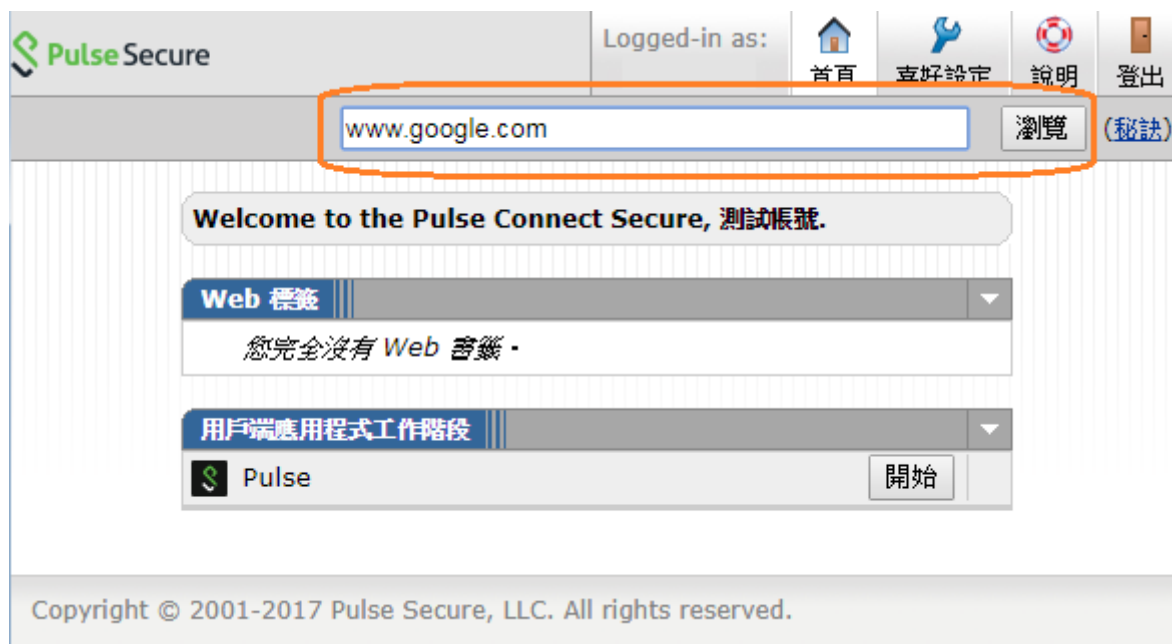 Pulse Secure
Logged-in as:
首頁
喜好設定
說明
登出
www.google.com
瀏覽
(秘訣)
Welcome to the Pulse Connect Secure, 測試帳號.
Web 標籤
您完全沒有 Web 書籤。
用戶端應用程式工作階段
Pulse
開始
Copyright © 2001-2017 Pulse Secure, LLC. All rights reserved.